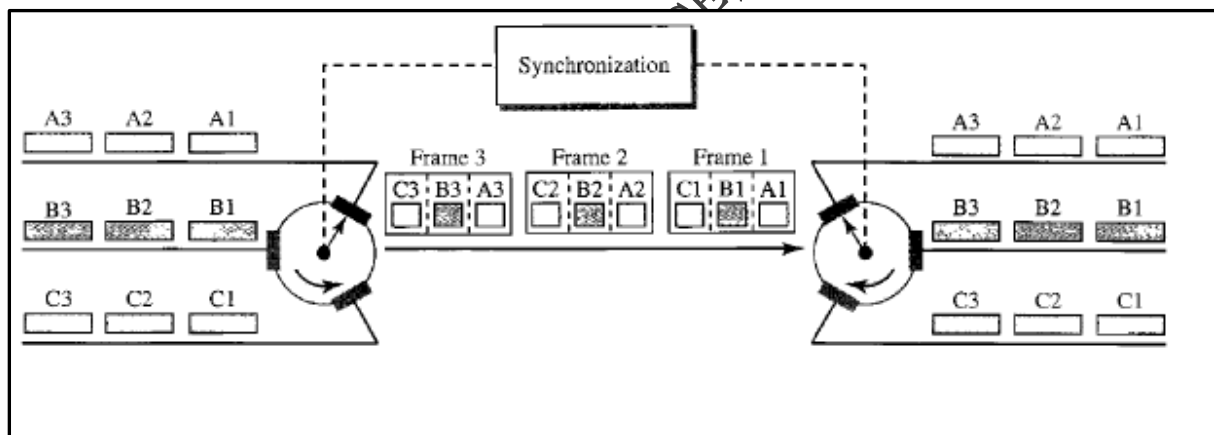 Synchronization
A3 A2 A1
Frame 3 Frame 2 Frame 1
C3 B3 A3 C2 B2 A2 C1 B1 A1
B3 B2 B1
C3 C2 C1
A3 A2 A1
B3 B2 B1
C3 C2 C1